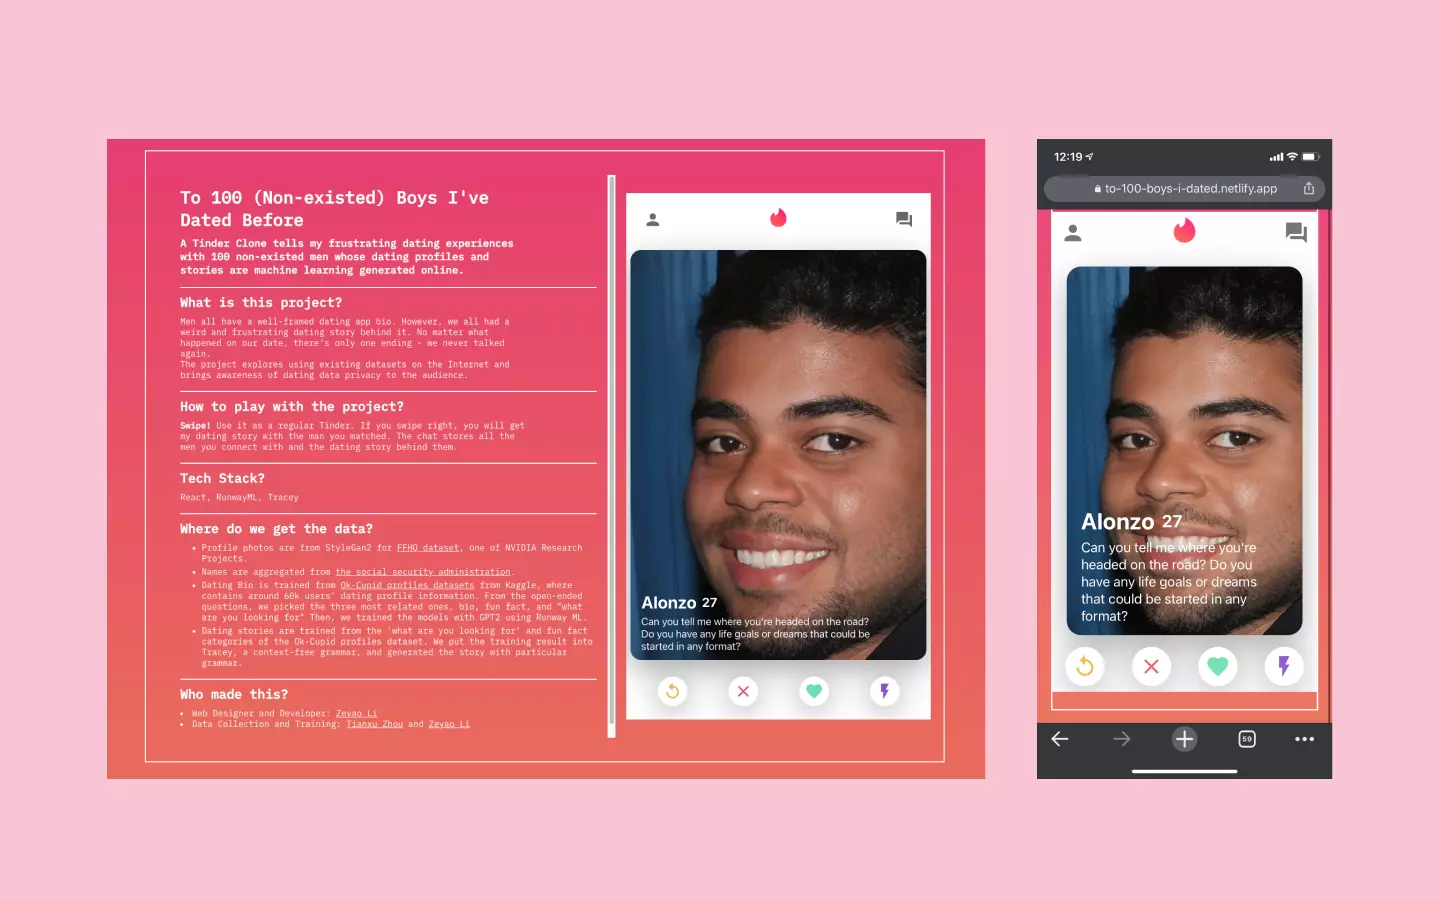 To 100 (Non-existed) Boys I've
Dated Before
A Tinder Clone tells my frustrating dating experiences
with 100 non-existed men whose dating profiles and
stories are machine learning generated online.
What is this project?
Men all have a well-framed dating app bio. However, we all had a
weird and frustrating dating story behind it. No matter what
happened on our date, there's only one ending - we never talked
again.
The project explores using existing datasets on the Internet and
brings awareness of dating data privacy to the audience.
How to play with the project?
Swipe! Use it as a regular Tinder. If you swipe right, you will get
my dating story with the man you matched. The chat stores all the
men you connect with and the dating story behind them.
Tech Stack?
React, RunwayML, Tracey
Where do we get the data?
• Profile photos are from StyleGan2 for FFHQ dataset, one of NVIDIA Research
Projects.
• Names are aggregated from the social security administration.
• Dating Bio is trained from Ok-Cupid profiles datasets from Kaggle, where
contains around 60k users' dating profile information. From the open-ended
questions, we picked the three most related ones, bio, fun fact, and "what
are you looking for" Then, we trained the models with GPT2 using Runway ML.
• Dating stories are trained from the 'what are you looking for' and fun fact
categories of the Ok-Cupid profiles dataset. We put the training result into
Tracey, a context-free grammar, and generated the story with particular
grammar.
Who made this?
• Web Designer and Developer: Zeyao Li
• Data Collection and Training: Tianxu Zhou and Zeyao Li
Alonzo 27
Can you tell me where you're headed on the road?
Do you have any life goals or dreams that could be
started in any format?
12:19
to-100-boys-i-dated.netlify.app
Alonzo 27
Can you tell me where you're
headed on the road? Do you
have any life goals or dreams
that could be started in any
format?
59